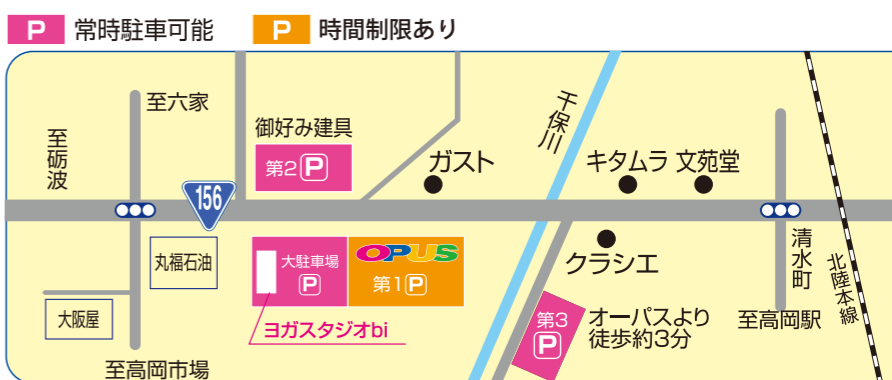 P 常時駐車可能 P 時間制限あり
至六家
至砺波
御好み建具
第2 P
ガスト
千保川
キタムラ
文苑堂
156
丸福石油
大駐車場
P
OPUS
第1 P
クラシエ
清水町
北陸本線
大阪屋
ヨガスタジオbi
第3
P
オーパスより
徒歩約3分
至高岡駅
至高岡市場